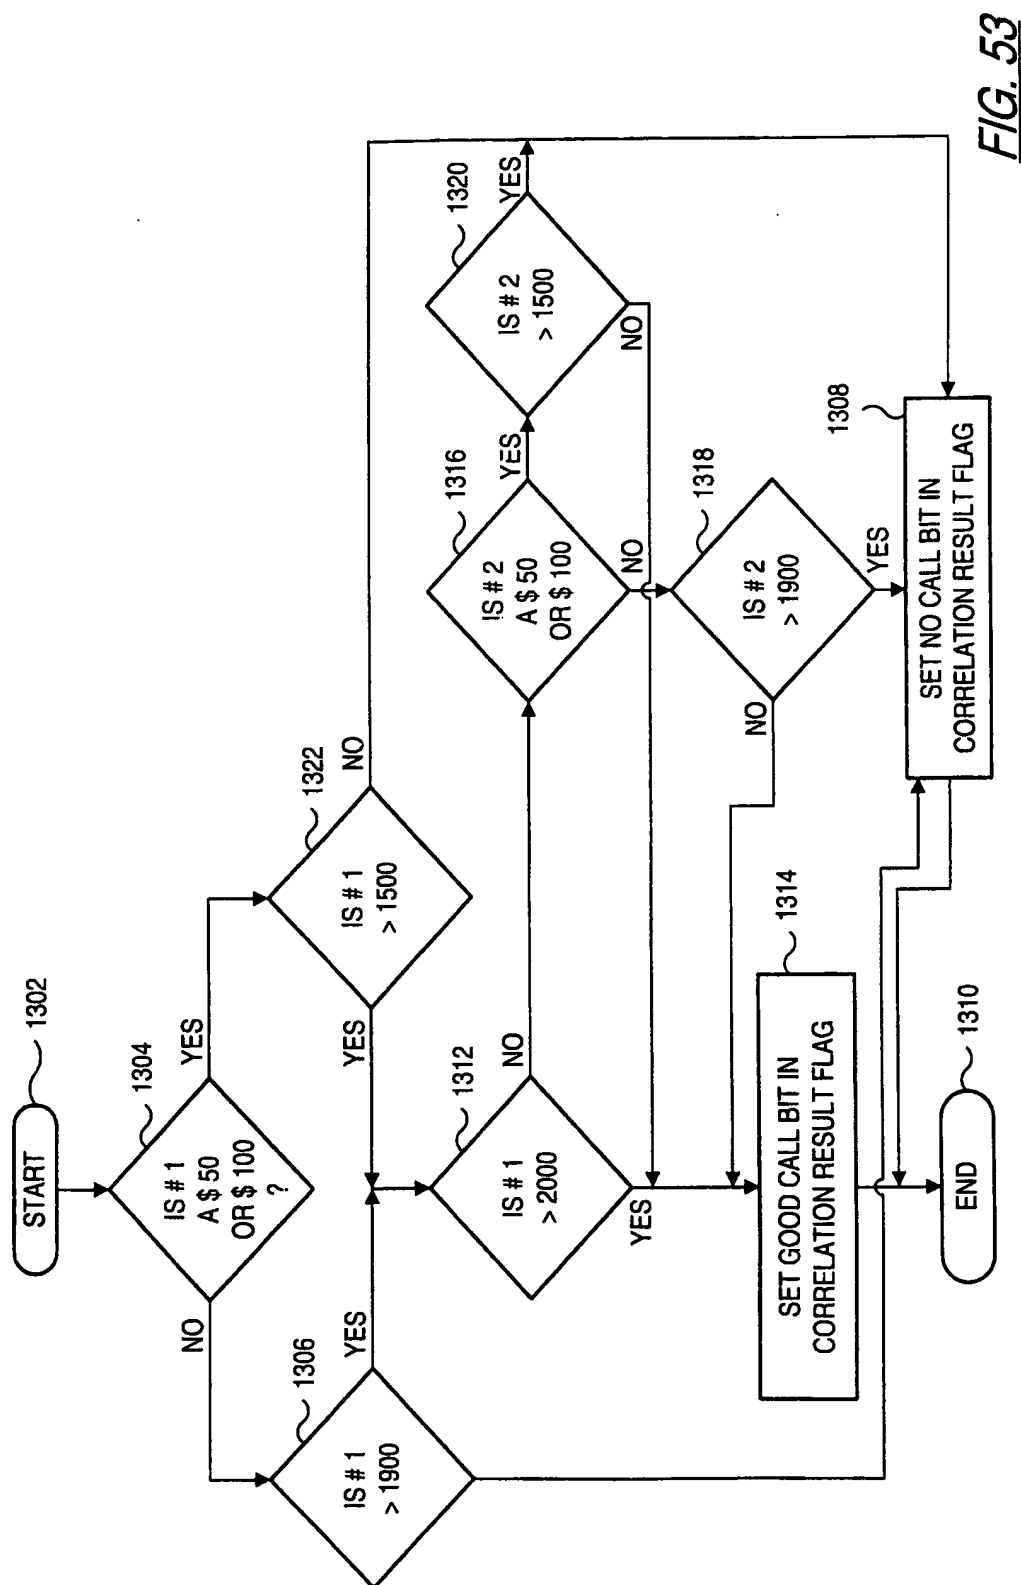 START
1302
IS # 1
A $ 50
OR $ 100
?
1304
NO
YES
IS # 1
> 1900
1306
YES
IS # 1
> 1500
1322
YES
NO
IS # 1
> 2000
1312
YES
NO
IS # 2
A $ 50
OR $ 100
1316
YES
NO
IS # 2
> 1500
1320
YES
NO
IS # 2
> 1900
1318
NO
YES
SET GOOD CALL BIT IN
CORRELATION RESULT FLAG
1314
SET NO CALL BIT IN
CORRELATION RESULT FLAG
1308
END
1310
FIG. 53